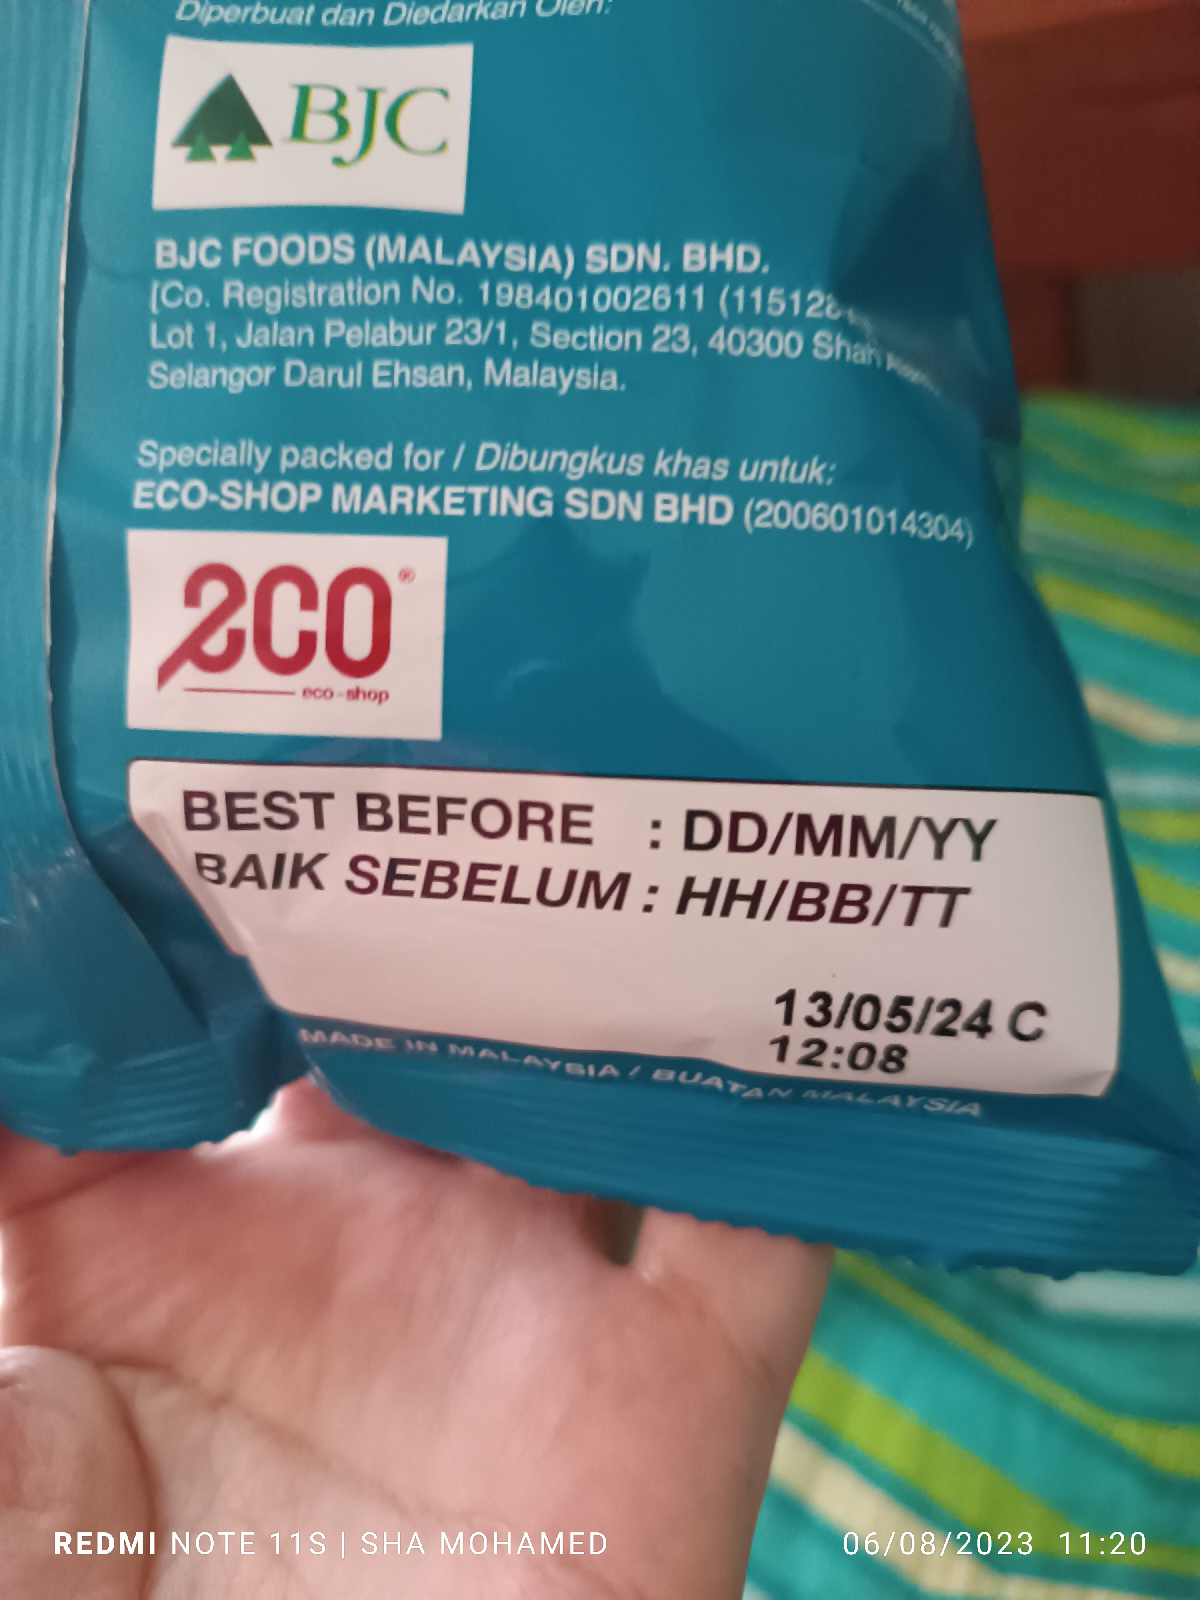 Diperbuat dan Diedarkan Oleh:
BJC
BJC FOODS (MALAYSIA) SDN. BHD.
[Co. Registration No. 198401002611 (115128
Lot 1, Jalan Pelabur 23/1, Section 23, 40300 Shah
Selangor Darul Ehsan, Malaysia.
Specially packed for / Dibungkus khas untuk:
ECO-SHOP MARKETING SDN BHD (200601014304)
eco®
eco-shop
BEST BEFORE : DD/MM/YY
BAIK SEBELUM : HH/BB/TT
13/05/24 C
12:08
MADE IN MALAYSIA / BUATAN MALAYSIA
REDMI NOTE 11S | SHA MOHAMED
06/08/2023 11:20